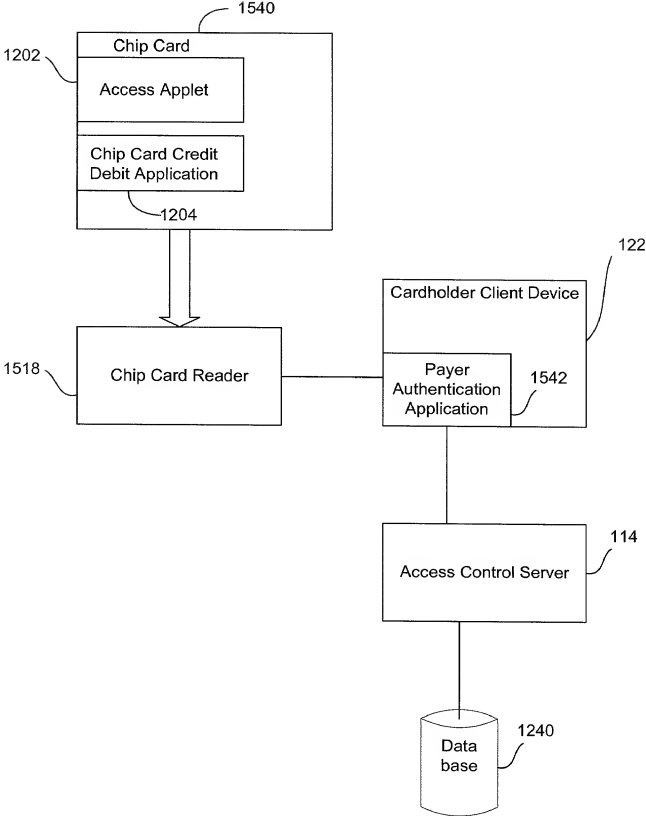 1540
Chip Card
1202
Access Applet
Chip Card Credit
Debit Application
1204
122
Cardholder Client Device
1518
Chip Card Reader
Payer
Authentication
Application
1542
114
Access Control Server
1240
Data
base